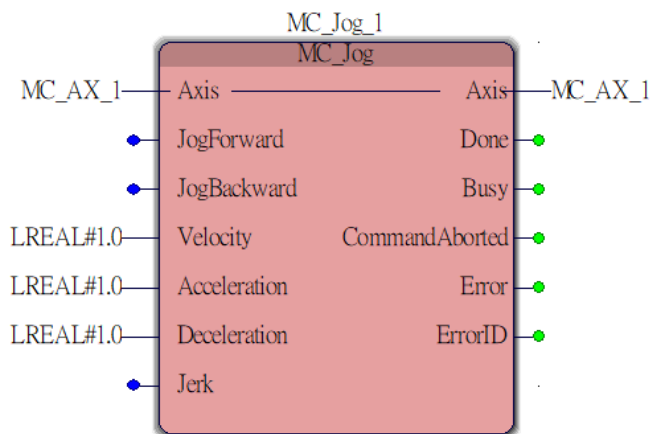 MC_Jog_1
MC_Jog
MC_AX_1 Axis Axis MC_AX_1
JogForward Done
JogBackward Busy
LREAL#1.0 Velocity CommandAborted
LREAL#1.0 Acceleration Error
LREAL#1.0 Deceleration ErrorID
Jerk